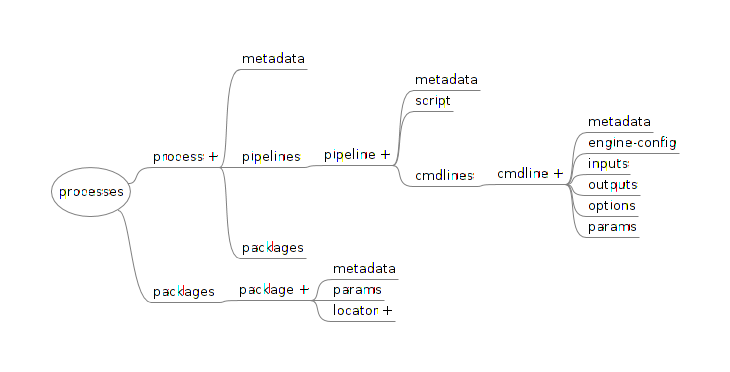 processes
process +
metadata
pipelines
pipeline +
metadata
script
cmdlines
cmdline +
metadata
engine-config
inputs
outputs
options
params
packages
packages
package +
metadata
params
locator +